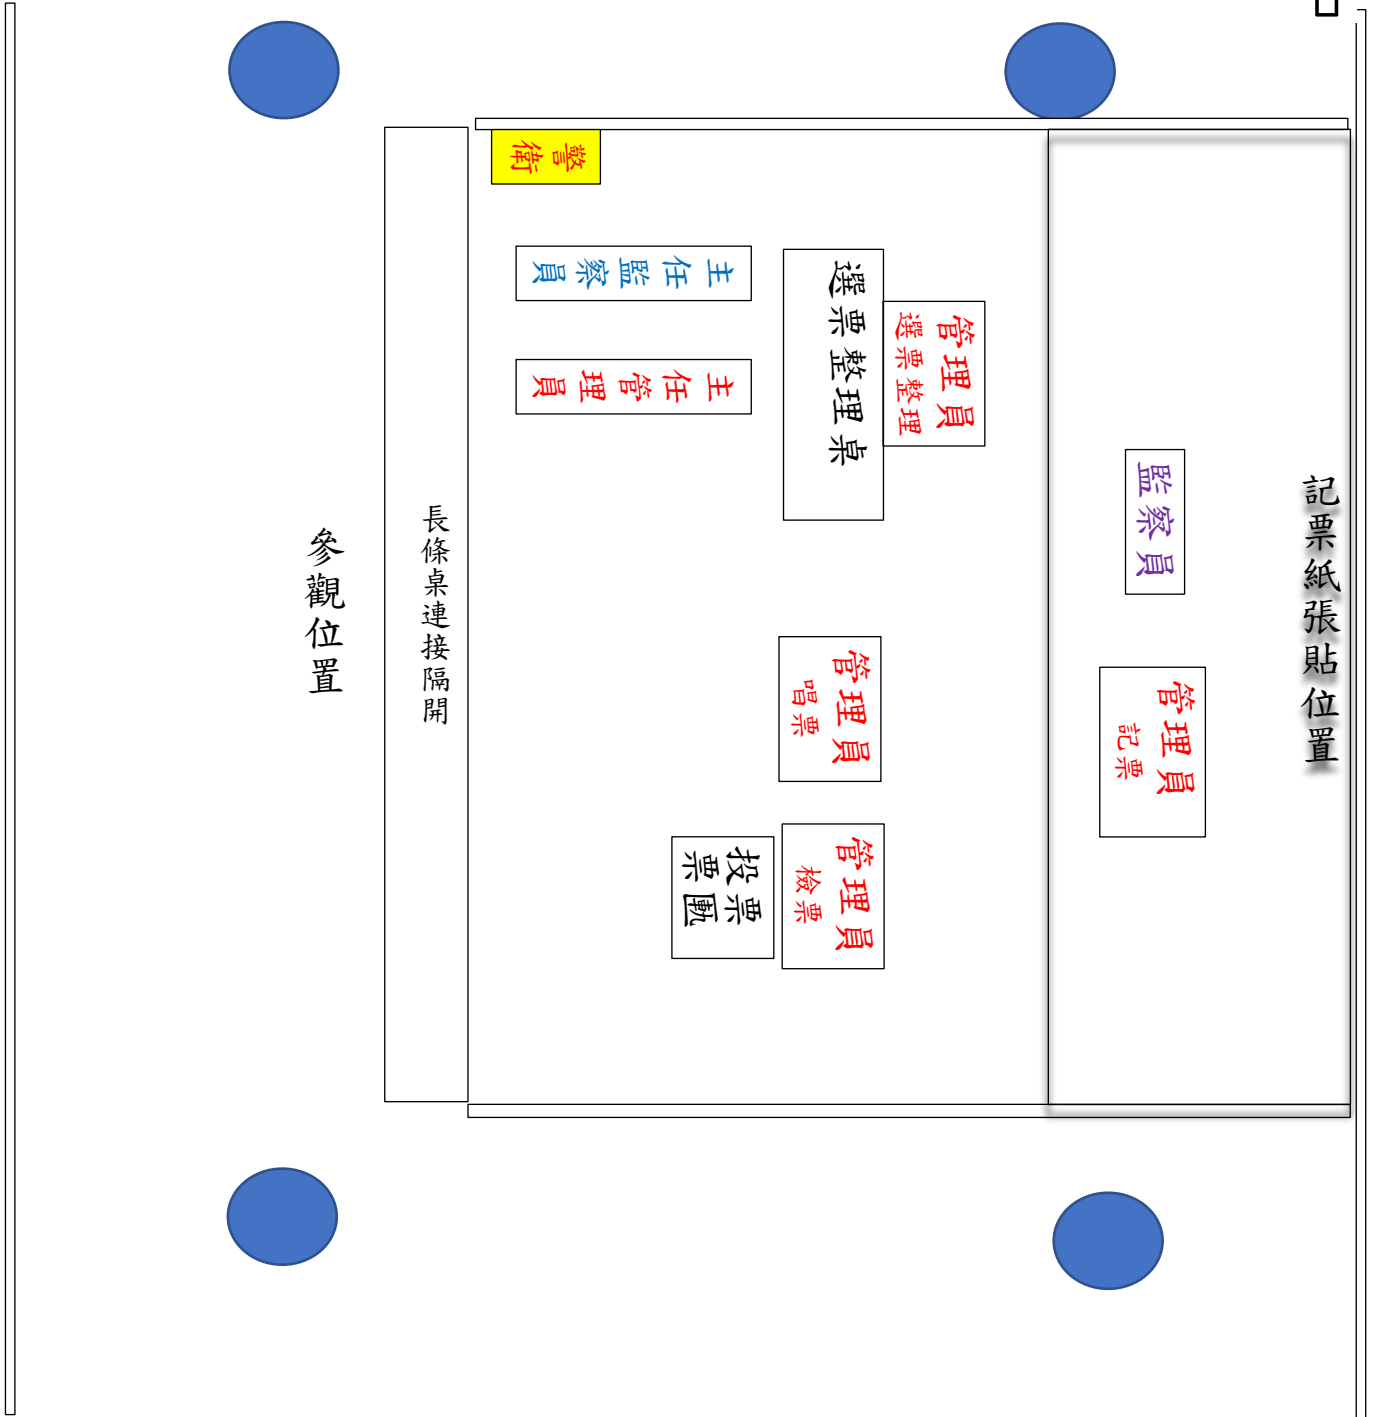 警衛
主任監察員
主任管理員
選票整理桌
管理員
選票整理
監察員
記票紙張貼位置
管理員
記票
管理員
唱票
管理員
檢票
投票
票匭
長條桌連接隔開
參觀位置